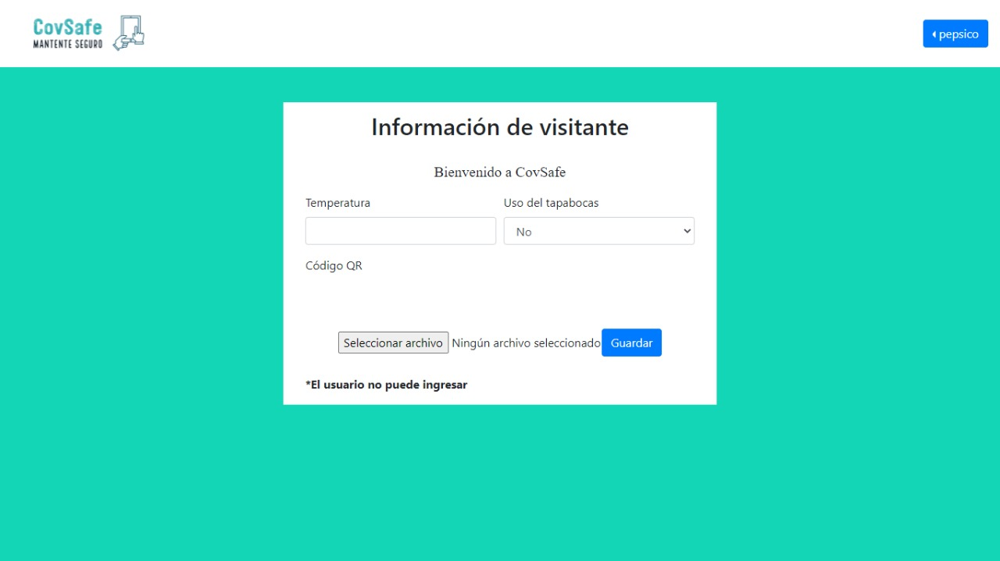 CovSafe
MANTENTE SEGURO
pepsico
Información de visitante
Bienvenido a CovSafe
Temperatura Uso del tapabocas
No
Código QR
Seleccionar archivo Ningún archivo seleccionado Guardar
*El usuario no puede ingresar